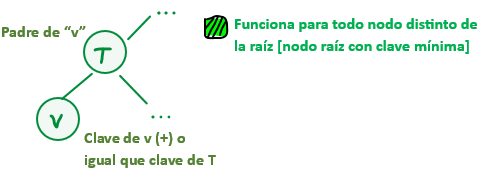 ...
Padre de “v”
T
Funciona para todo nodo distinto de
la raíz [nodo raíz con clave mínima]
v
...
Clave de v (+) o
igual que clave de T